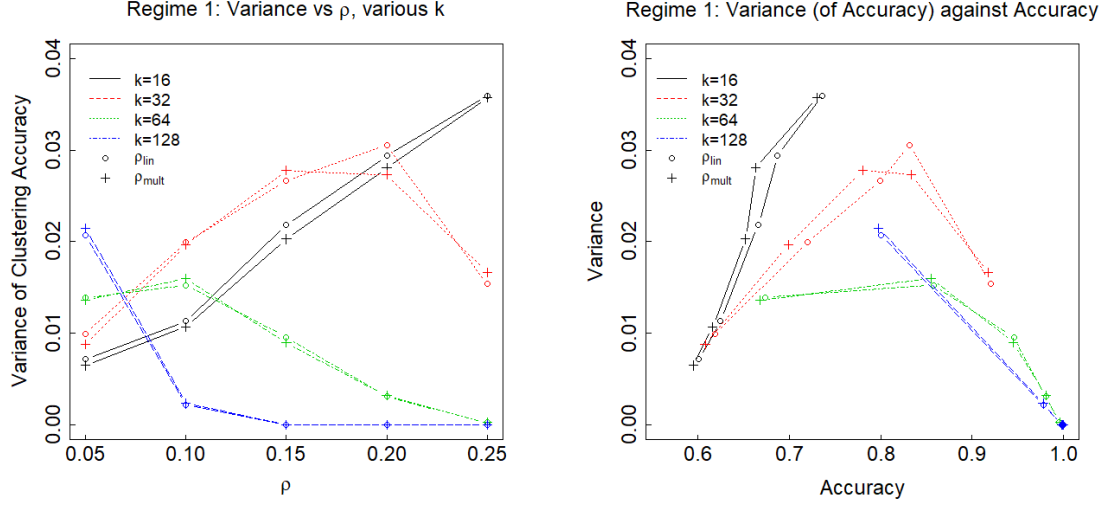 Regime 1: Variance vs ρ, various k
Variance of Clustering Accuracy
0.04
0.03
0.02
0.01
0.00
k=16
k=32
k=64
k=128
ρlin
ρmult
0.05 0.10 0.15 0.20 0.25
ρ
Regime 1: Variance (of Accuracy) against Accuracy
Variance
0.04
0.03
0.02
0.01
0.00
k=16
k=32
k=64
k=128
ρlin
ρmult
0.6 0.7 0.8 0.9 1.0
Accuracy